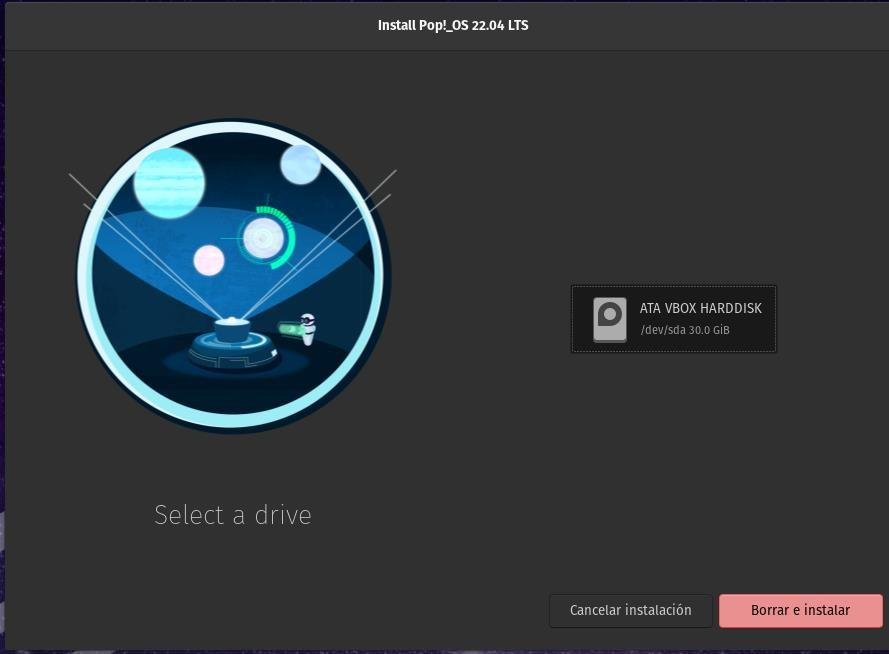 Install Pop!_OS 22.04 LTS
ATA VBOX HARDDISK
/dev/sda 30.0 GiB
Select a drive
Cancelar instalación
Borrar e instalar